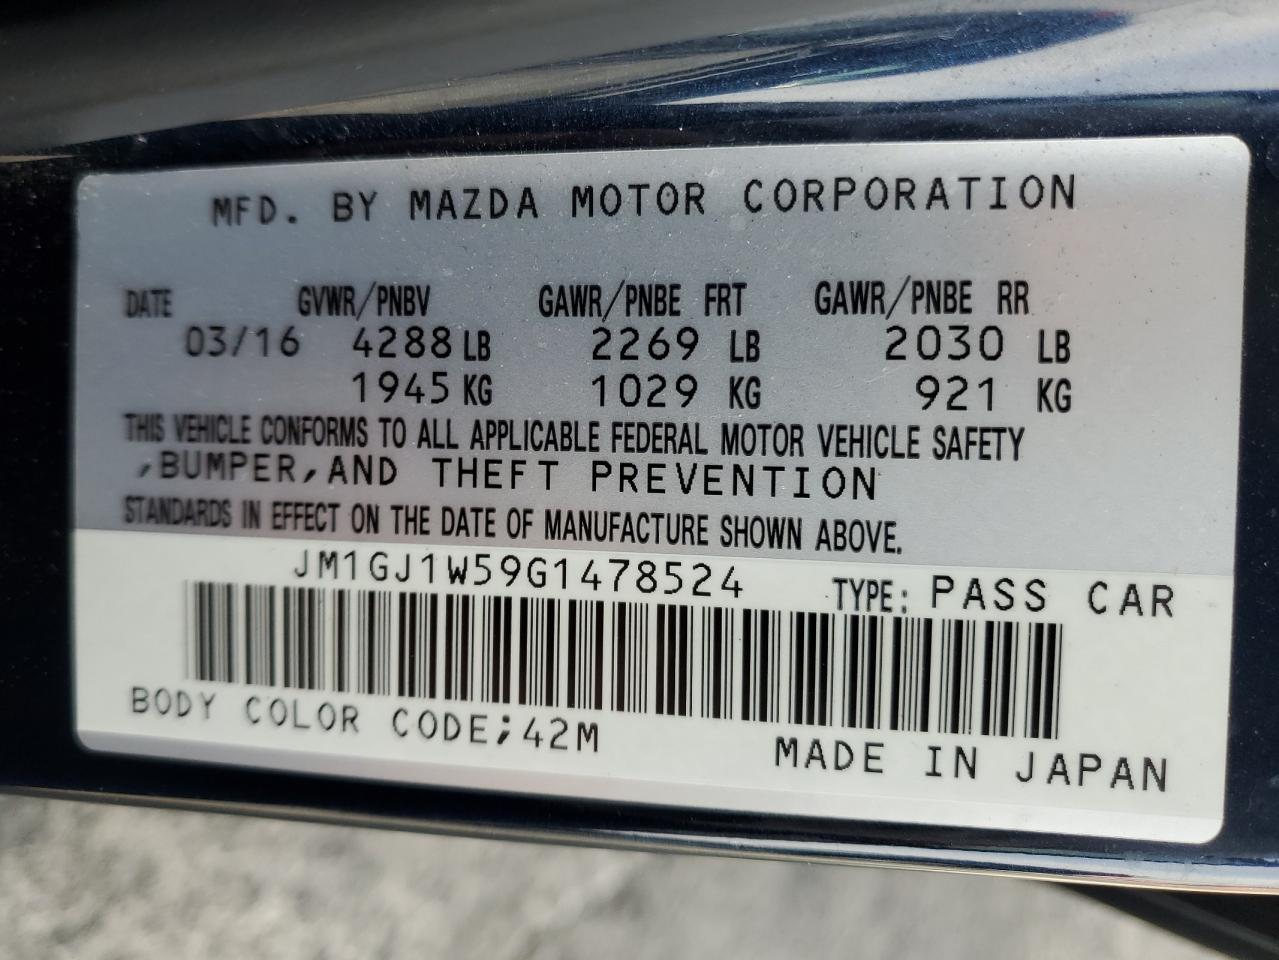 MFD. BY MAZDA MOTOR CORPORATION
DATE GVWR/PNBV GAWR/PNBE FRT GAWR/PNBE RR
03/16 4288 LB 2269 LB 2030 LB
1945 KG 1029 KG 921 KG
THIS VEHICLE CONFORMS TO ALL APPLICABLE FEDERAL MOTOR VEHICLE SAFETY
,BUMPER,AND THEFT PREVENTION
STANDARDS IN EFFECT ON THE DATE OF MANUFACTURE SHOWN ABOVE.
JM1GJ1W59G1478524 TYPE: PASS CAR
BODY COLOR CODE;42M MADE IN JAPAN